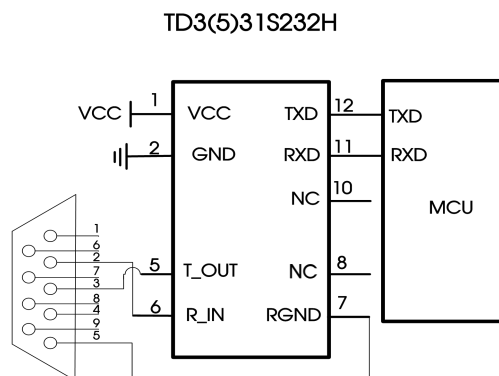 TD3(5)31S232H
VCC 1 VCC TXD 12 TXD
2 GND RXD 11 RXD
NC 10
MCU
1
6
2
7
3
8
4
9
5
5 T_OUT NC 8
6 R_IN RGND 7